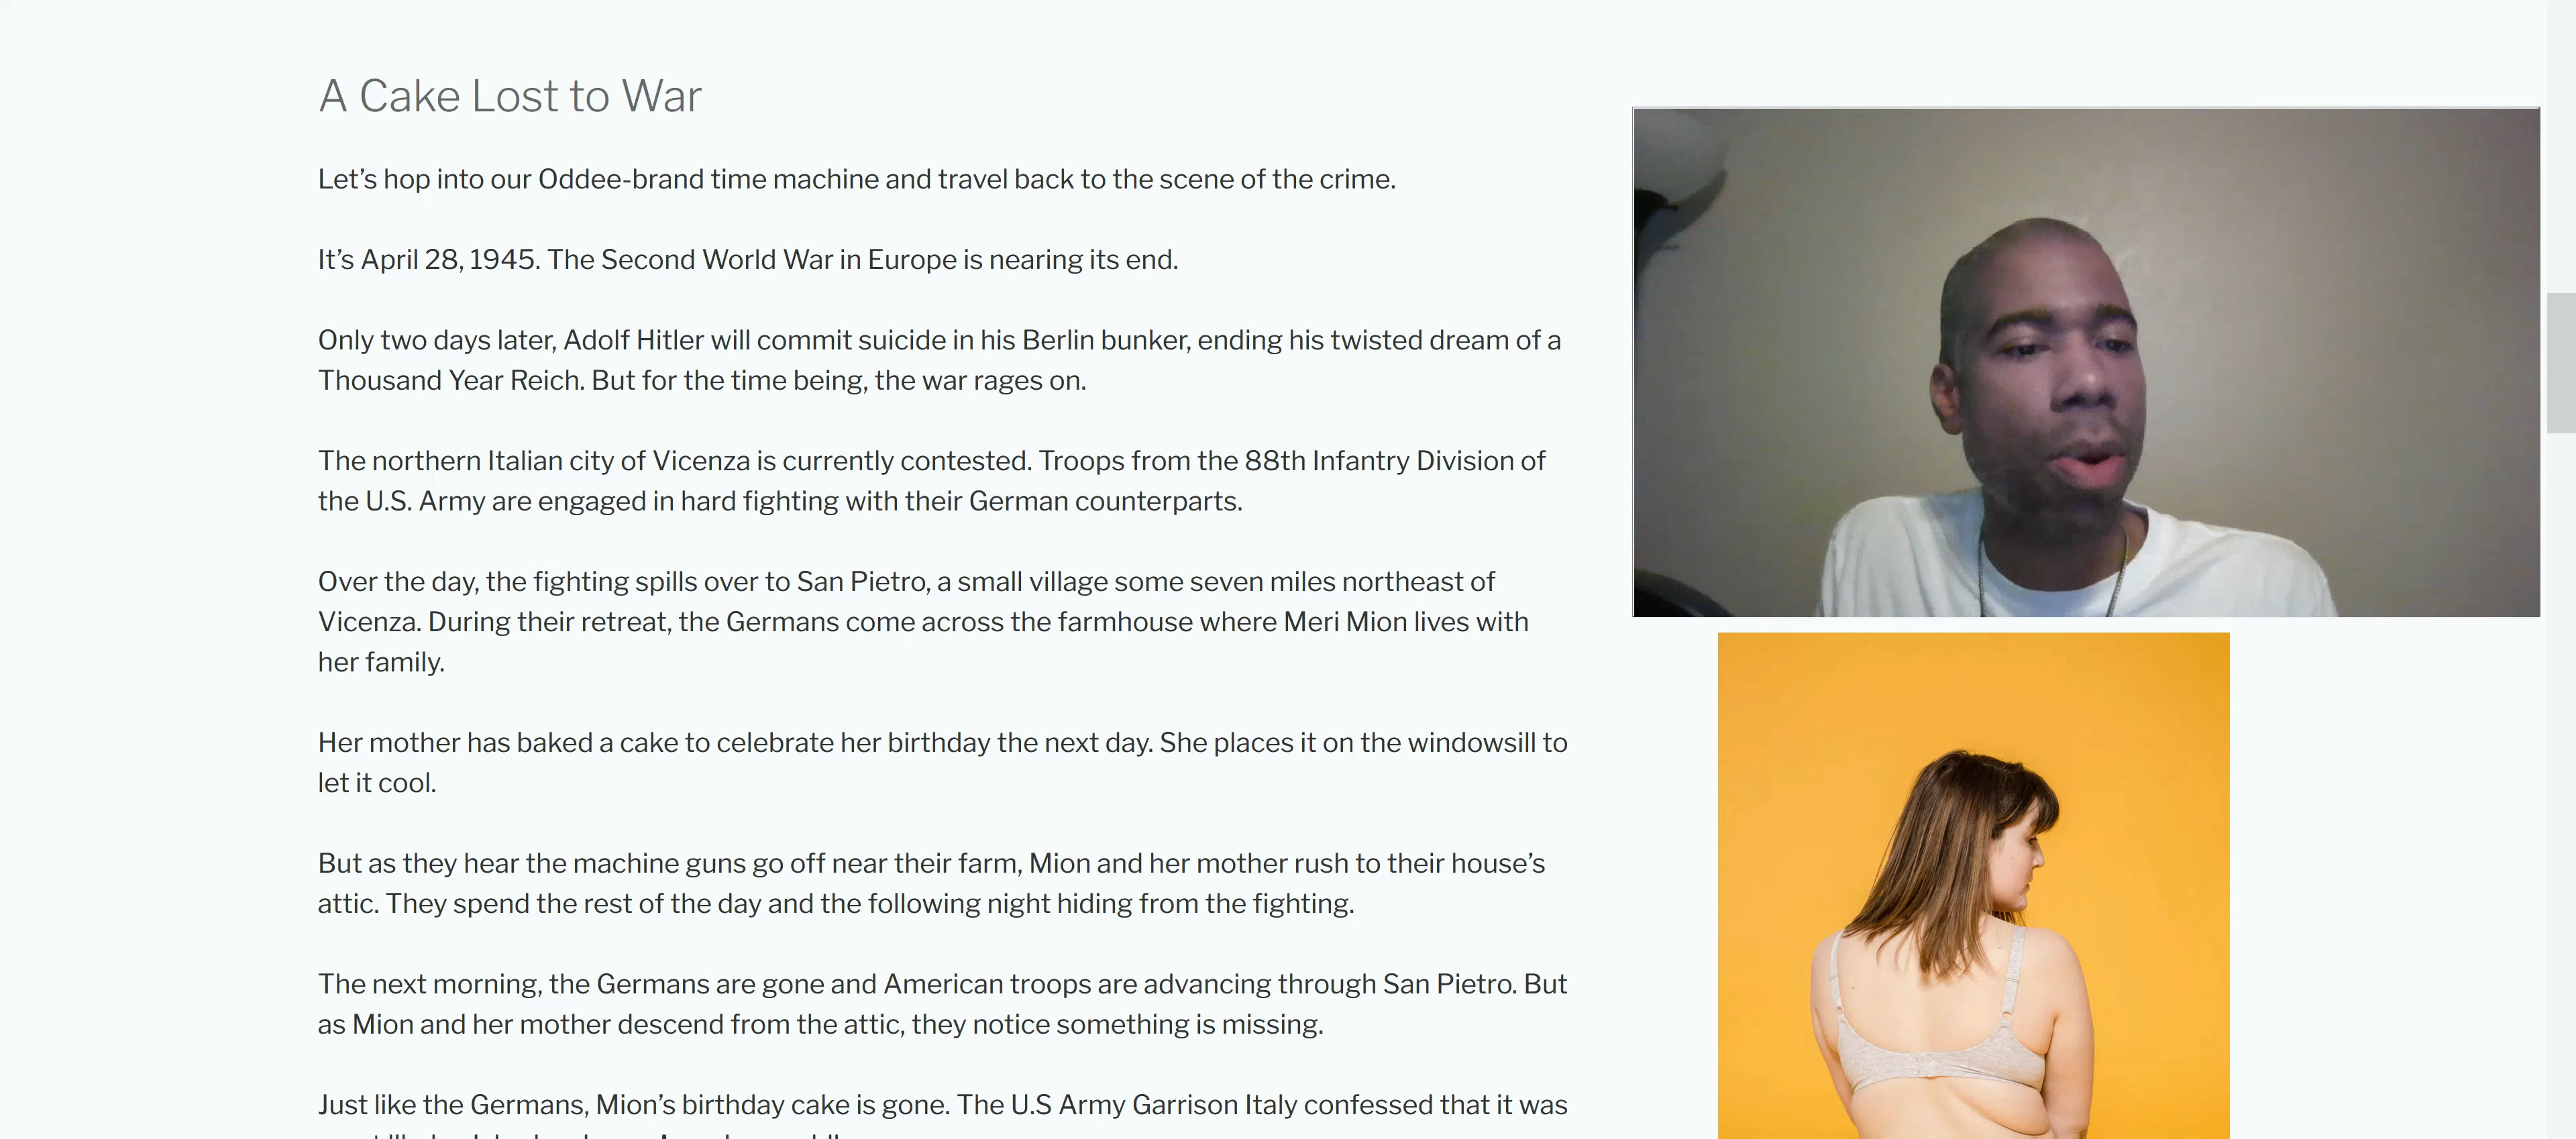 A Cake Lost to War
Let’s hop into our Oddee-brand time machine and travel back to the scene of the crime.
It’s April 28, 1945. The Second World War in Europe is nearing its end.
Only two days later, Adolf Hitler will commit suicide in his Berlin bunker, ending his twisted dream of a
Thousand Year Reich. But for the time being, the war rages on.
The northern Italian city of Vicenza is currently contested. Troops from the 88th Infantry Division of
the U.S. Army are engaged in hard fighting with their German counterparts.
Over the day, the fighting spills over to San Pietro, a small village some seven miles northeast of
Vicenza. During their retreat, the Germans come across the farmhouse where Meri Mion lives with
her family.
Her mother has baked a cake to celebrate her birthday the next day. She places it on the windowsill to
let it cool.
But as they hear the machine guns go off near their farm, Mion and her mother rush to their house’s
attic. They spend the rest of the day and the following night hiding from the fighting.
The next morning, the Germans are gone and American troops are advancing through San Pietro. But
as Mion and her mother descend from the attic, they notice something is missing.
Just like the Germans, Mion’s birthday cake is gone. The U.S Army Garrison Italy confessed that it was